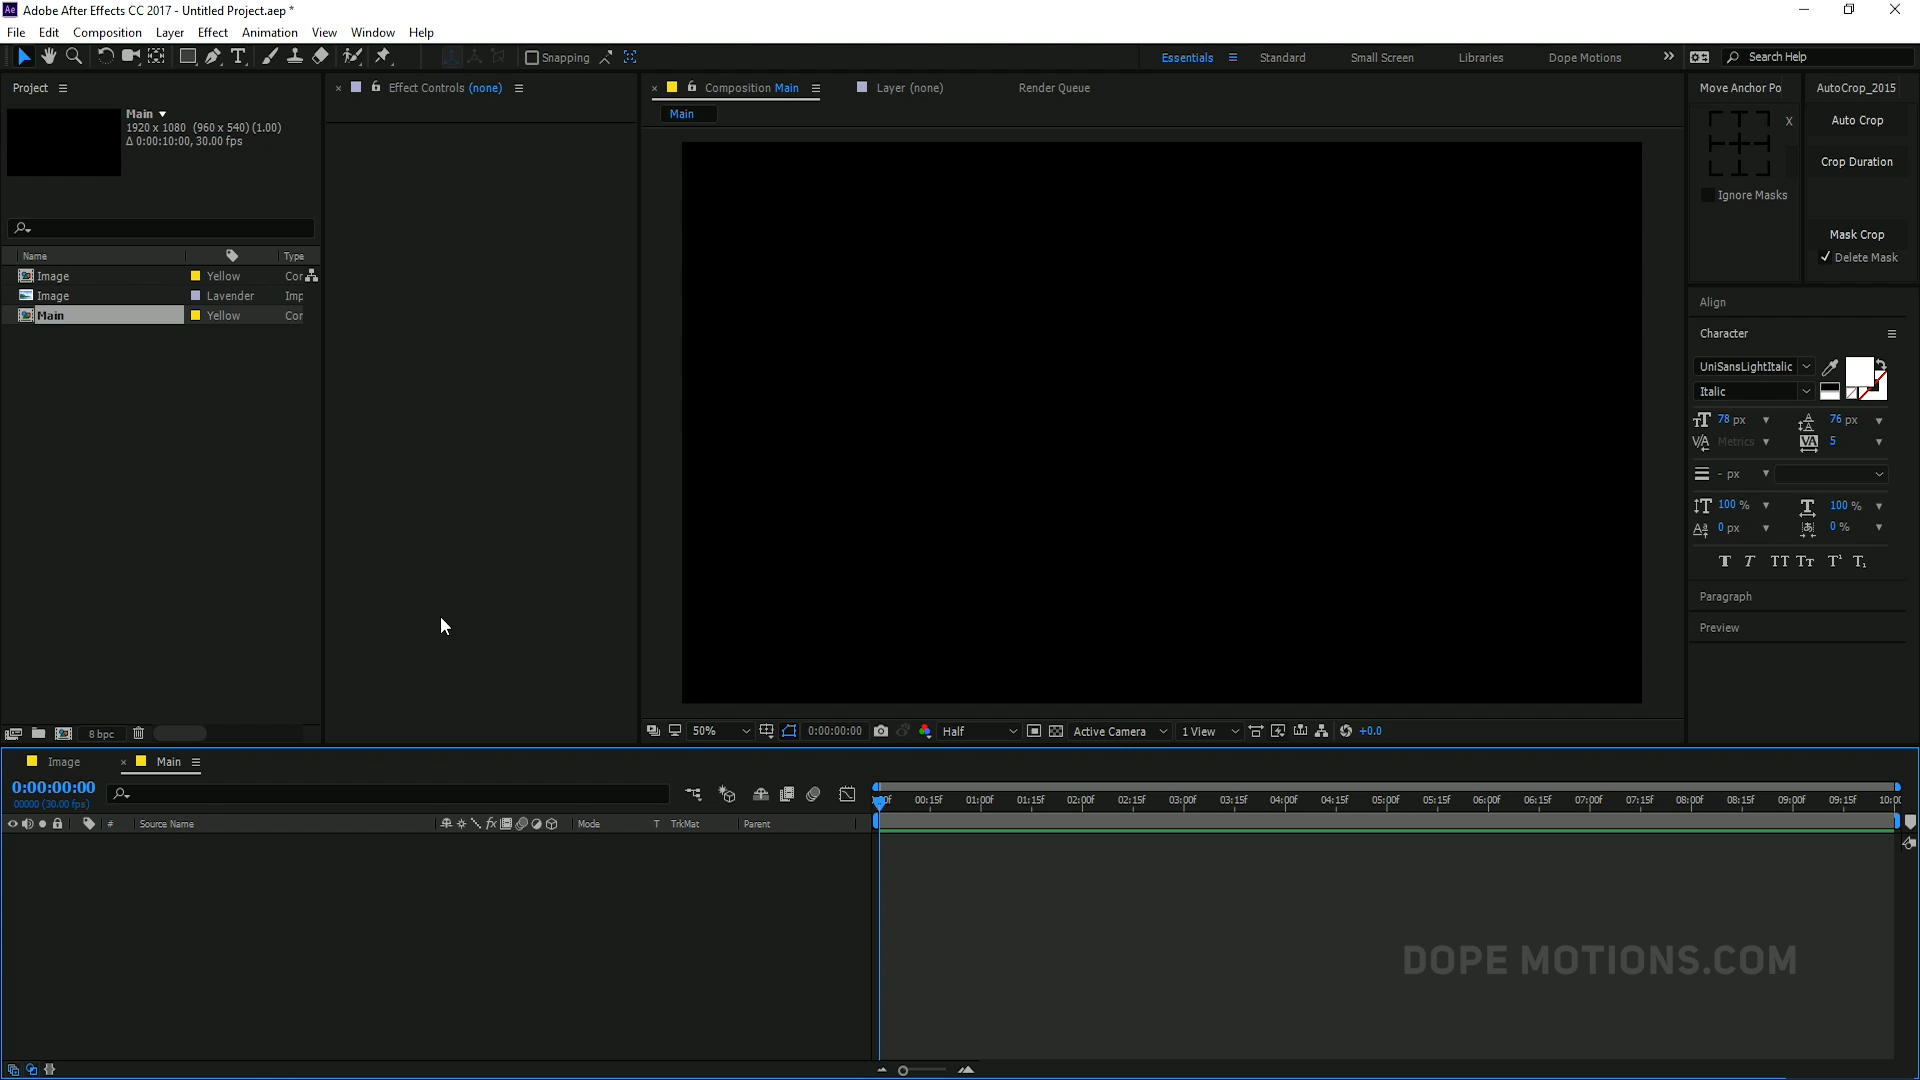 Adobe After Effects CC 2017 - Untitled Project.aep *
File Edit Composition Layer Effect Animation View Window Help
Snapping
Essentials Standard Small Screen Libraries Dope Motions Search Help
Project
Main
1920 x 1080 (960 x 540) (1.00)
Δ 0:00:10:00, 30.00 fps
Name Type
Image Yellow Cor
Image Lavender Imp
Main Yellow Cor
8 bpc
Effect Controls (none)
Composition Main
Layer (none)
Render Queue
Main
50% 0:00:00:00 Half Active Camera 1 View +0.0
Move Anchor Po
X
Ignore Masks
AutoCrop_2015
Auto Crop
Crop Duration
Mask Crop
Delete Mask
Align
Character
UniSansLightItalic
Italic
78 px 76 px
Metrics 5
- px
100 % 100 %
0 px 0 %
Paragraph
Preview
Image Main
0:00:00:00
00000 (30.00 fps)
# Source Name Mode T TrkMat Parent
00:15f 01:00f 01:15f 02:00f 02:15f 03:00f 03:15f 04:00f 04:15f 05:00f 05:15f 06:00f 06:15f 07:00f 07:15f 08:00f 08:15f 09:00f 09:15f
DOPE MOTIONS.COM